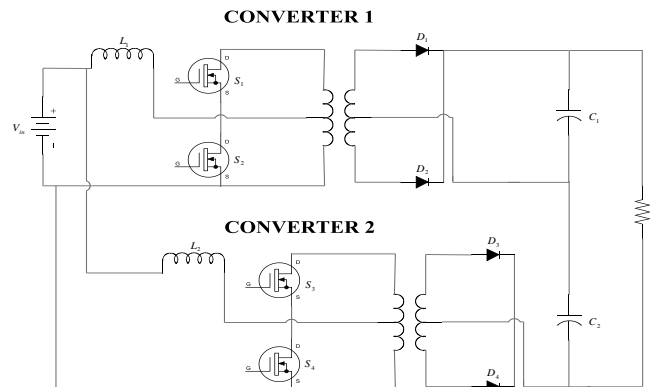 CONVERTER 1
L1
D1
D
G
S1
S
+
Vin
-
C1
D
G
S2
S
D2
CONVERTER 2
L2
D3
D
G
S3
S
C2
D
G
S4
D4